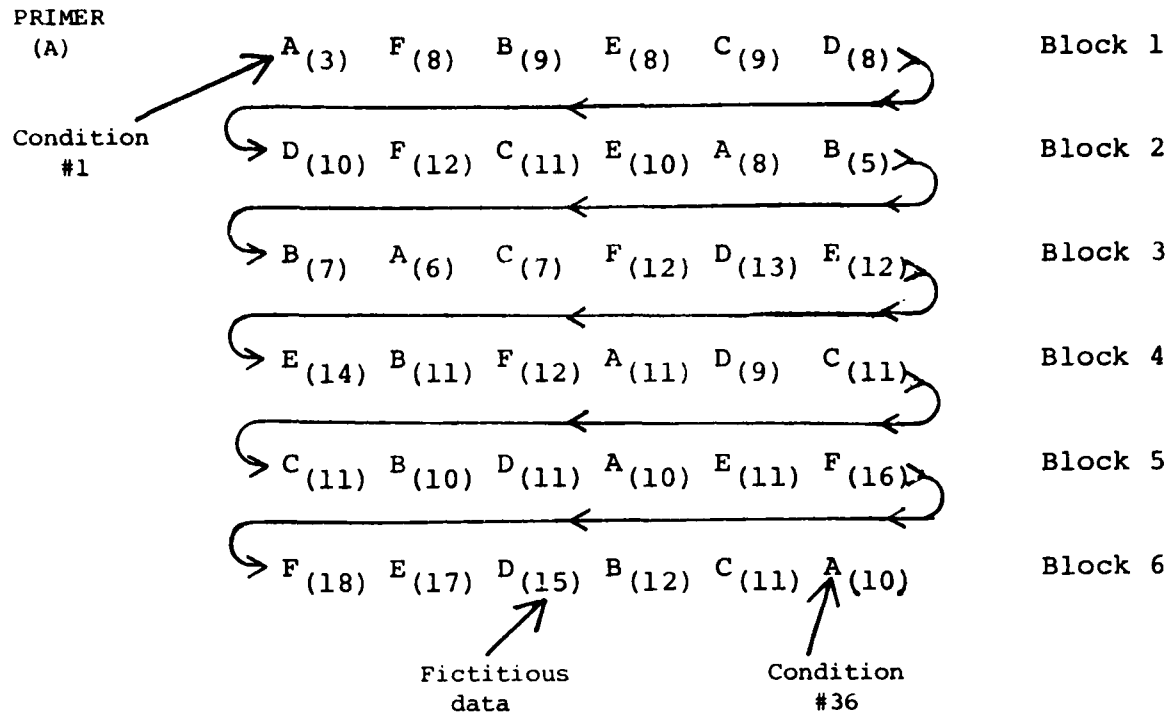 PRIMER
(A)
A(3) F(8) B(9) E(8) C(9) D(8) Block 1
Condition
#1
D(10) F(12) C(11) E(10) A(8) B(5) Block 2
B(7) A(6) C(7) F(12) D(13) E(12) Block 3
E(14) B(11) F(12) A(11) D(9) C(11) Block 4
C(11) B(10) D(11) A(10) E(11) F(16) Block 5
F(18) E(17) D(15) B(12) C(11) A(10) Block 6
Fictitious
data
Condition
#36